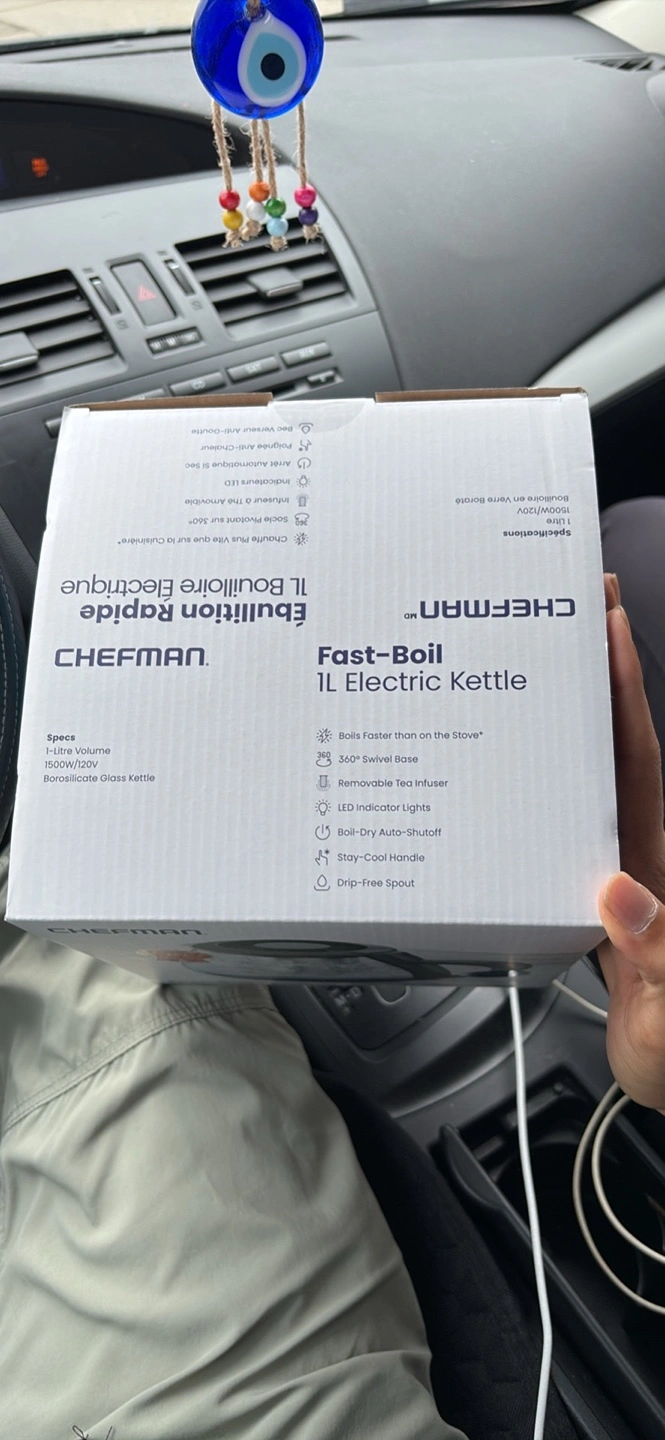 Bec Verseur Anti-Goutte
Poignée Anti-Chaleur
Arrêt Automatique Si Sec
Indicateurs LED
Infuseur à Thé Amovible
360
Socle Pivotant sur 360°
Chauffe Plus Vite que sur la Cuisinière*
Bouilloire en Verre Boraté
1500W/120V
1 Litre
Spécifications
1L Bouilloire Électrique
Ébullition Rapide
CHEFMAN MD
CHEFMAN.
Fast-Boil
1L Electric Kettle
Specs
1-Litre Volume
1500W/120V
Borosilicate Glass Kettle
Boils Faster than on the Stove*
360
360° Swivel Base
Removable Tea Infuser
LED Indicator Lights
Boil-Dry Auto-Shutoff
Stay-Cool Handle
Drip-Free Spout
CHEFMAN.